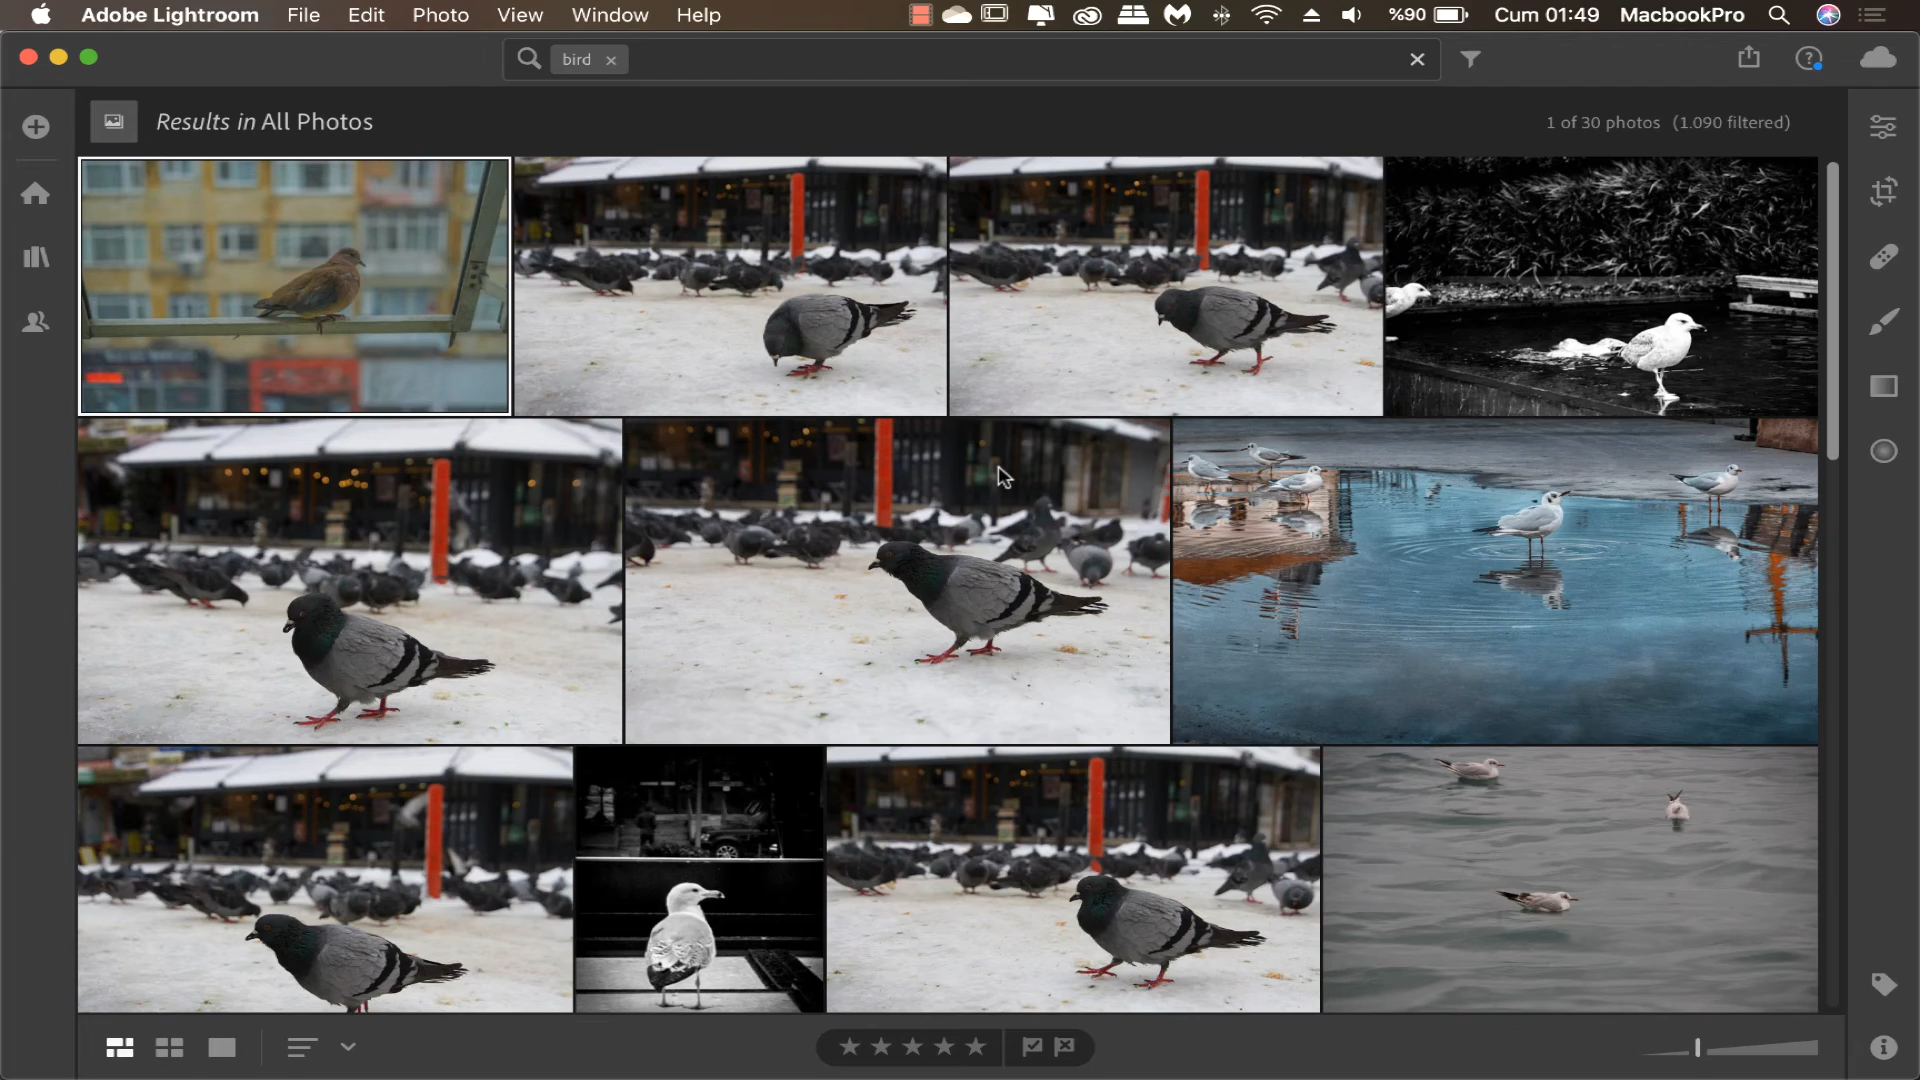 Adobe Lightroom File Edit Photo View Window Help %90 Cum 01:49 MacbookPro
bird
Results in All Photos 1 of 30 photos (1.090 filtered)